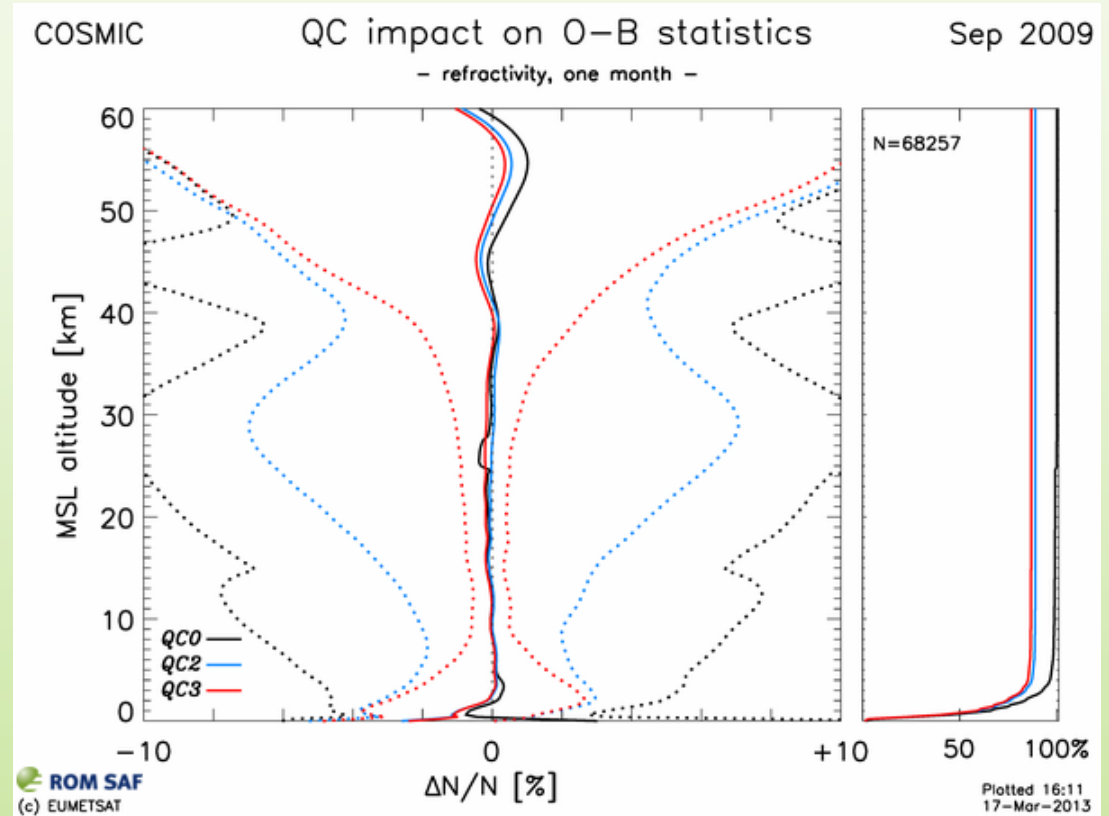 COSMIC QC impact on O-B statistics Sep 2009
- refractivity, one month -
60
50
40
30
20
10
0
MSL altitude [km]
N=68257
QC0
QC2
QC3
-10 0 +10 50 100%
ΔN/N [%]
ROM SAF
(c) EUMETSAT
Plotted 16:11
17-Mar-2013